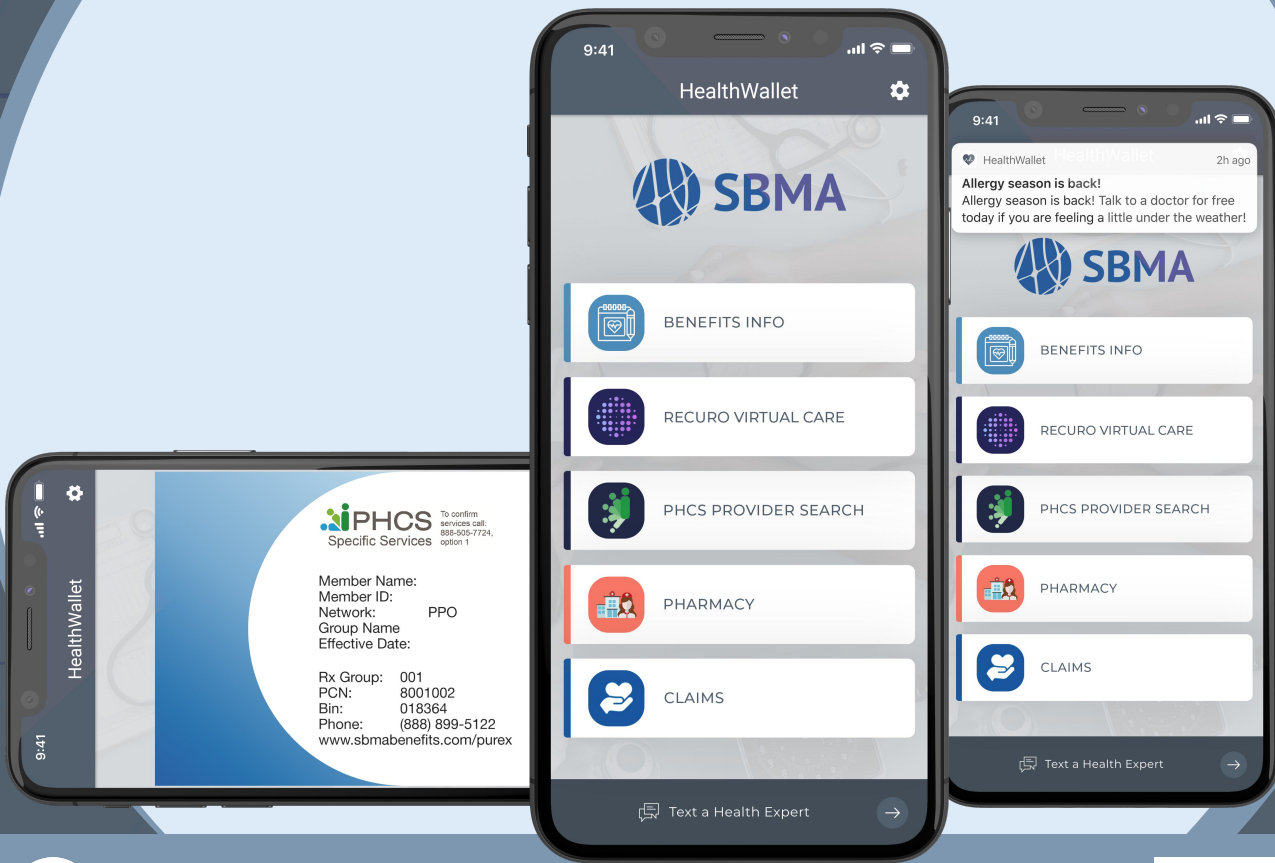 9:41
HealthWallet
PHCS
Specific Services
To confirm
services call:
888-505-7724,
option 1
Member Name:
Member ID:
Network: PPO
Group Name
Effective Date:
Rx Group: 001
PCN: 8001002
Bin: 018364
Phone: (888) 899-5122
www.sbmabenefits.com/purex
9:41
HealthWallet
SBMA
BENEFITS INFO
RECURO VIRTUAL CARE
PHCS PROVIDER SEARCH
PHARMACY
CLAIMS
Text a Health Expert
9:41
HealthWallet
HealthWallet 2h ago
Allergy season is back!
Allergy season is back! Talk to a doctor for free
today if you are feeling a little under the weather!
SBMA
BENEFITS INFO
RECURO VIRTUAL CARE
PHCS PROVIDER SEARCH
PHARMACY
CLAIMS
Text a Health Expert